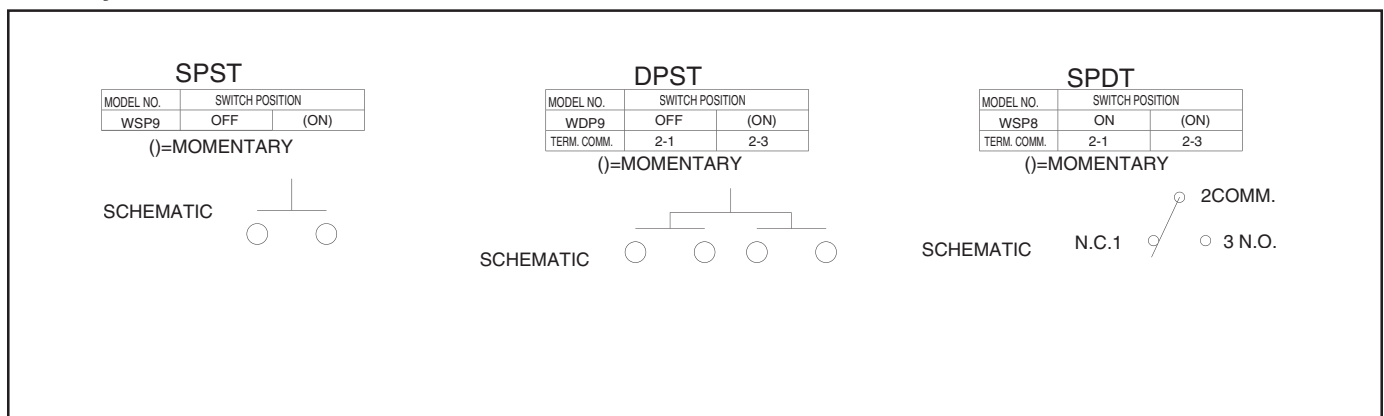 SPST
MODEL NO. SWITCH POSITION
WSP9 OFF (ON)
()=MOMENTARY
SCHEMATIC
DPST
MODEL NO. SWITCH POSITION
WDP9 OFF (ON)
TERM. COMM. 2-1 2-3
()=MOMENTARY
SCHEMATIC
SPDT
MODEL NO. SWITCH POSITION
WSP8 ON (ON)
TERM. COMM. 2-1 2-3
()=MOMENTARY
2COMM.
SCHEMATIC N.C.1 3 N.O.